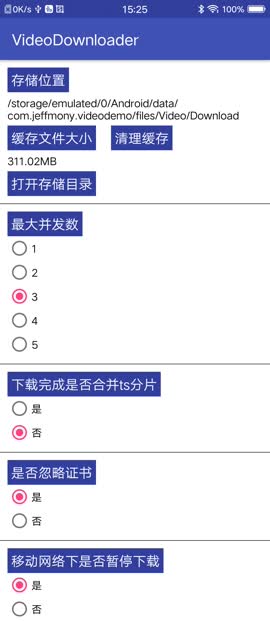 0K/s 15:25 100%
VideoDownloader
存储位置
/storage/emulated/0/Android/data/
com.jeffmony.videodemo/files/Video/Download
缓存文件大小 清理缓存
311.02MB
打开存储目录
最大并发数
1
2
3
4
5
下载完成是否合并ts分片
是
否
是否忽略证书
是
否
移动网络下是否暂停下载
是
否